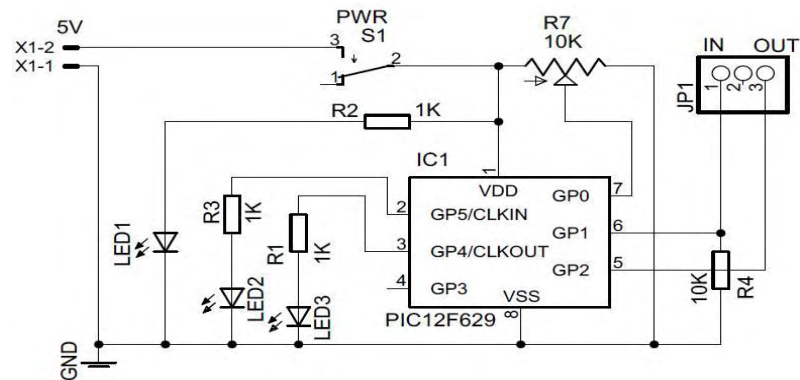 5V
X1-2
X1-1
PWR
S1
3
2
1
R7
10K
IN
OUT
1
2
3
JP1
R2
1K
IC1
1
VDD
GP0
7
R3
1K
2
GP5/CLKIN
GP1
6
R1
1K
3
GP4/CLKOUT
GP2
5
LED1
4
GP3
VSS
8
10K
R4
LED2
LED3
PIC12F629
GND